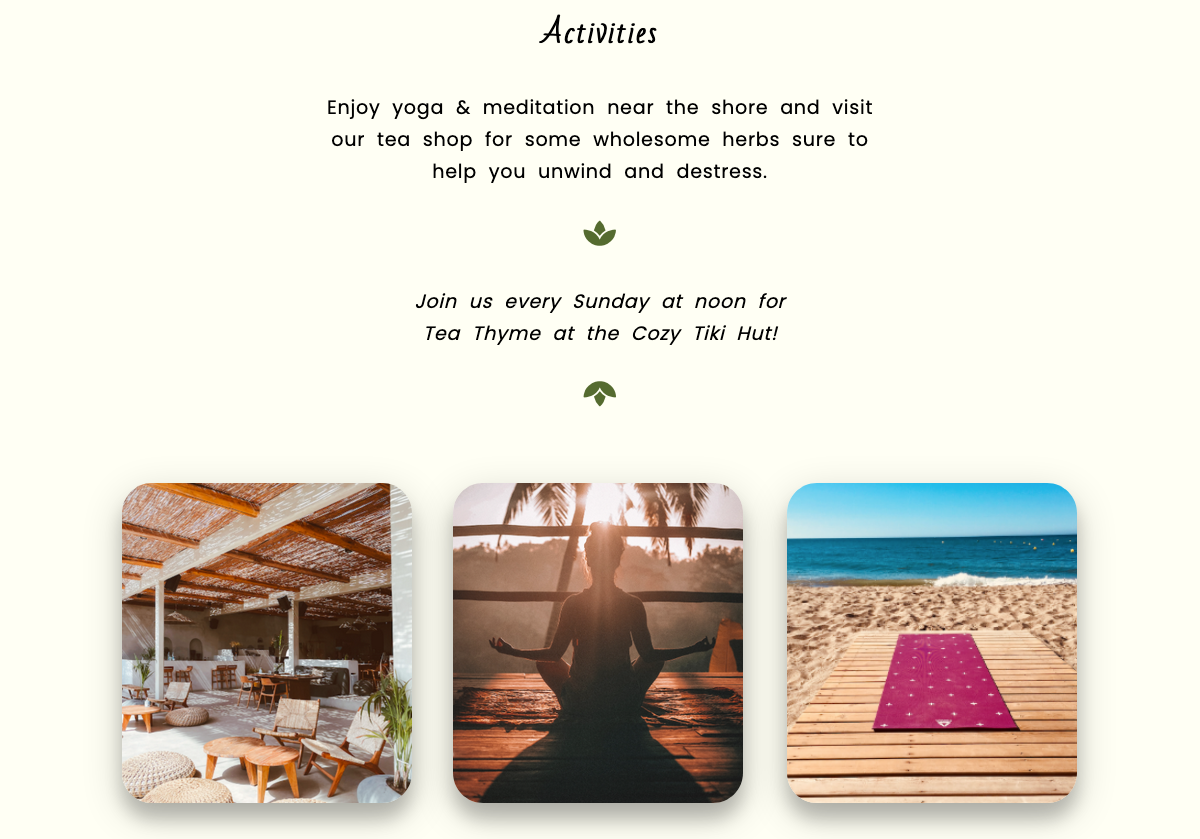 Activities
Enjoy yoga & meditation near the shore and visit
our tea shop for some wholesome herbs sure to
help you unwind and destress.
Join us every Sunday at noon for
Tea Thyme at the Cozy Tiki Hut!